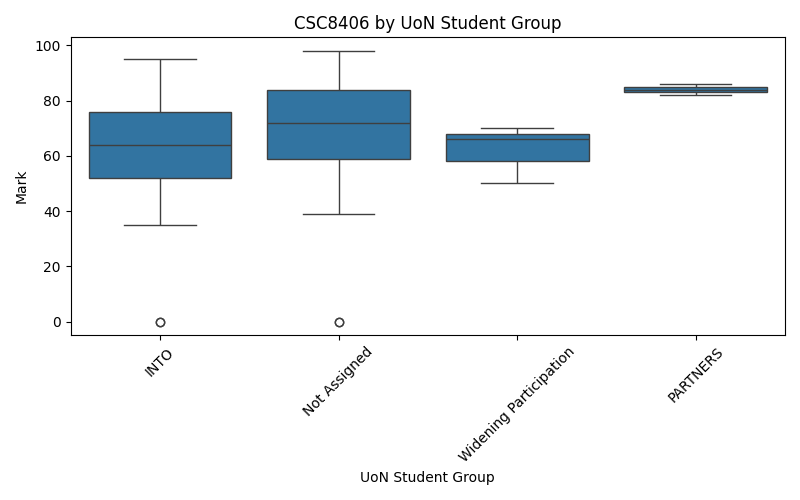 CSC8406 by UoN Student Group
Mark
100
80
60
40
20
0
INTO
Not Assigned
Widening Participation
PARTNERS
UoN Student Group